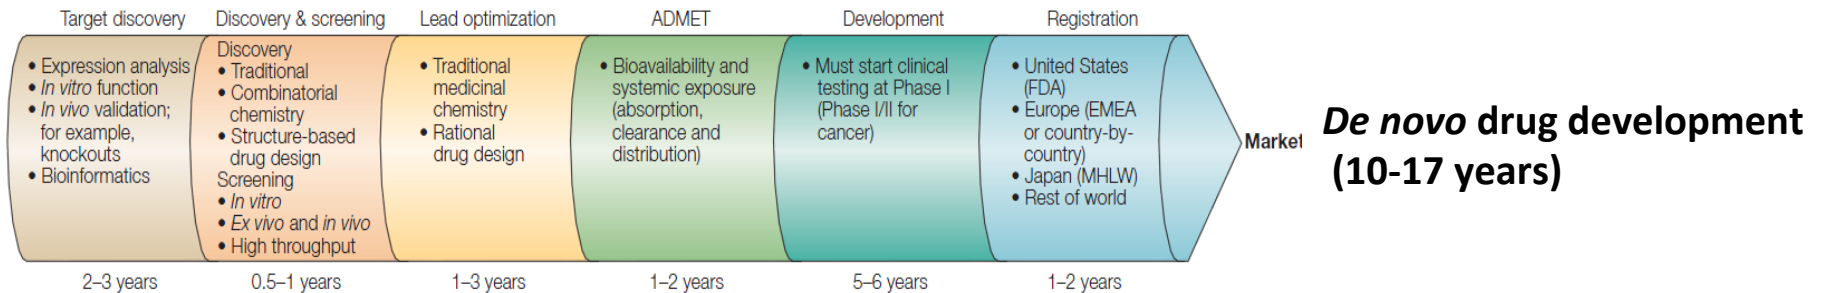 Target discovery
• Expression analysis
• In vitro function
• In vivo validation;
for example,
knockouts
• Bioinformatics
2–3 years
Discovery & screening
Discovery
• Traditional
• Combinatorial
chemistry
• Structure-based
drug design
Screening
• In vitro
• Ex vivo and in vivo
• High throughput
0.5–1 years
Lead optimization
• Traditional
medicinal
chemistry
• Rational
drug design
1–3 years
ADMET
• Bioavailability and
systemic exposure
(absorption,
clearance and
distribution)
1–2 years
Development
• Must start clinical
testing at Phase I
(Phase I/II for
cancer)
5–6 years
Registration
• United States
(FDA)
• Europe (EMEA
or country-by-
country)
• Japan (MHLW)
• Rest of world
1–2 years
Market
De novo drug development
(10-17 years)